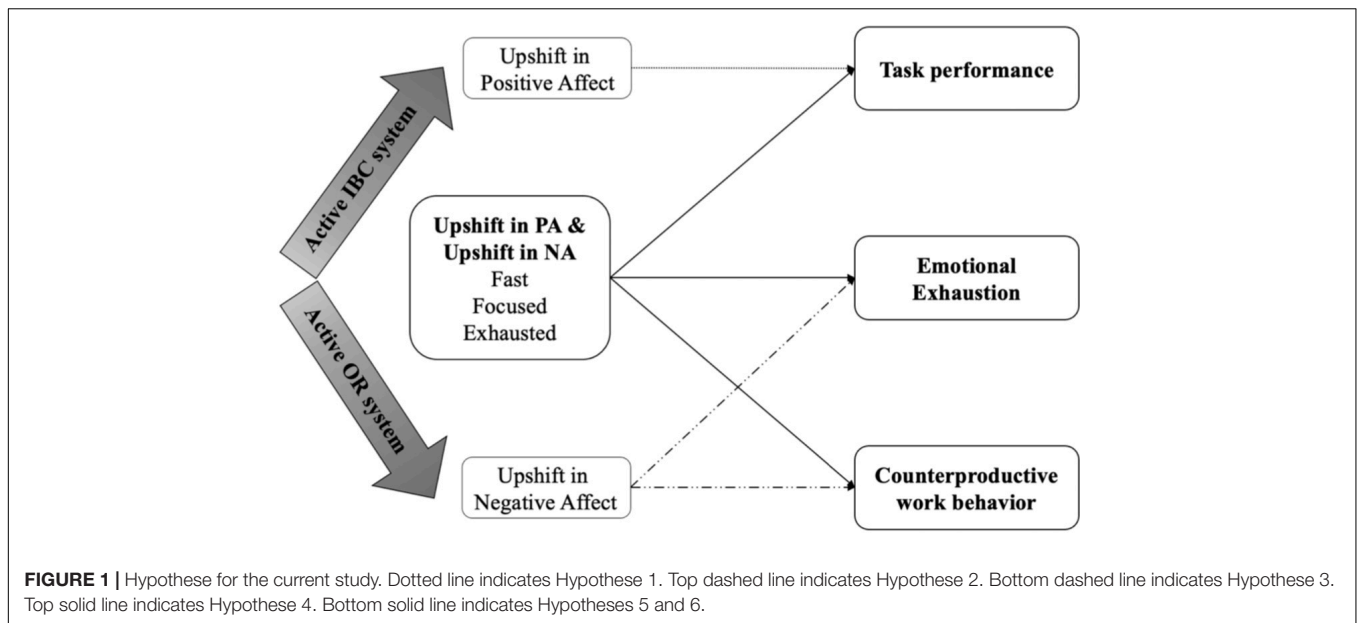 Active IBC system
Active OR system
Upshift in
Positive Affect
Upshift in PA &
Upshift in NA
Fast
Focused
Exhausted
Upshift in
Negative Affect
Task performance
Emotional
Exhaustion
Counterproductive
work behavior
FIGURE 1 | Hypothese for the current study. Dotted line indicates Hypothese 1. Top dashed line indicates Hypothese 2. Bottom dashed line indicates Hypothese 3.
Top solid line indicates Hypothese 4. Bottom solid line indicates Hypotheses 5 and 6.